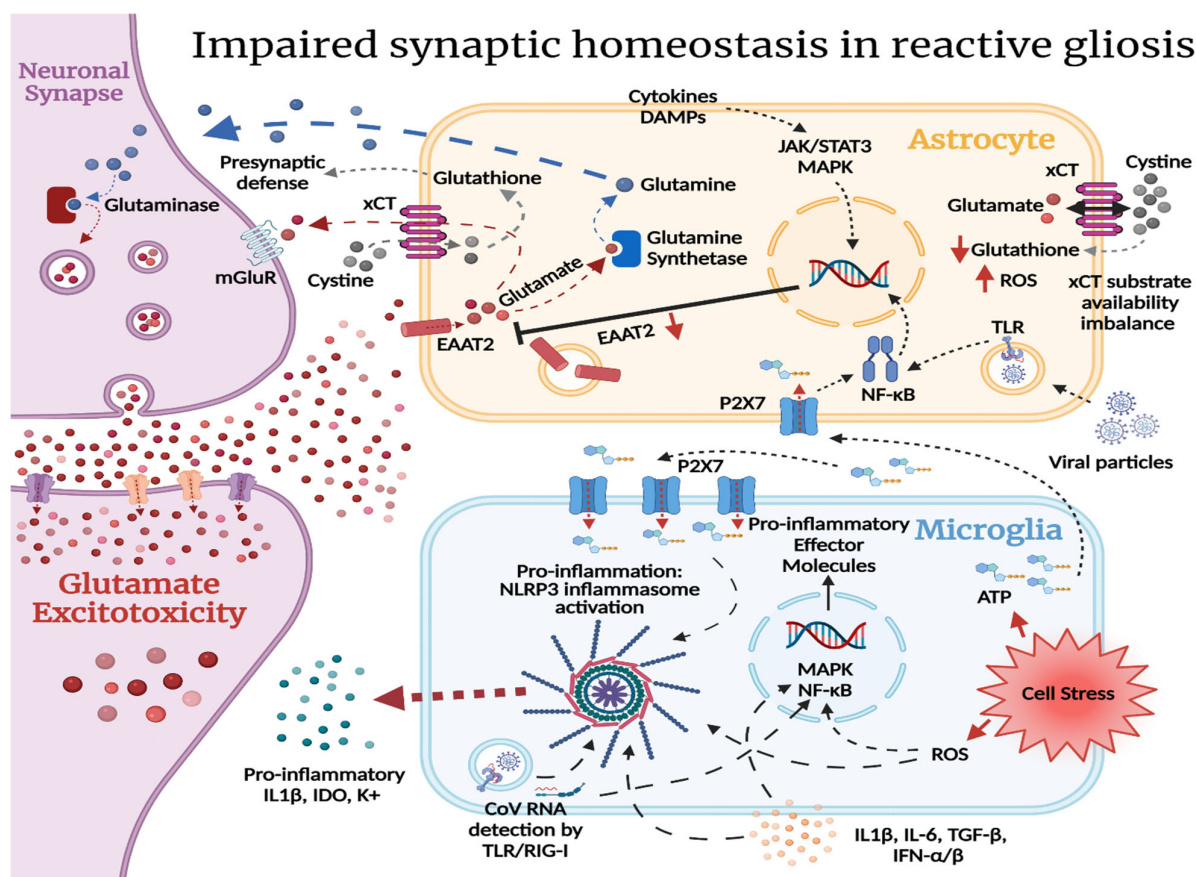 Impaired synaptic homeostasis in reactive gliosis
Neuronal
Synapse
Glutaminase
mGluR
Presynaptic
defense
Glutathione
xCT
Cystine
Glutamine
Glutamine
Synthetase
Glutamate
EAAT2
EAAT2
Cytokines
DAMPs
JAK/STAT3
MAPK
Astrocyte
xCT
Cystine
Glutamate
Glutathione
ROS
xCT substrate
availability
imbalance
TLR
NF-κB
P2X7
Viral particles
Glutamate
Excitotoxicity
P2X7
Microglia
Pro-inflammatory
Effector
Molecules
Pro-inflammation:
NLRP3 inflammasome
activation
MAPK
NF-κB
ATP
Cell Stress
ROS
Pro-inflammatory
IL1β, IDO, K+
CoV RNA
detection by
TLR/RIG-I
IL1β, IL-6, TGF-β,
IFN-α/β